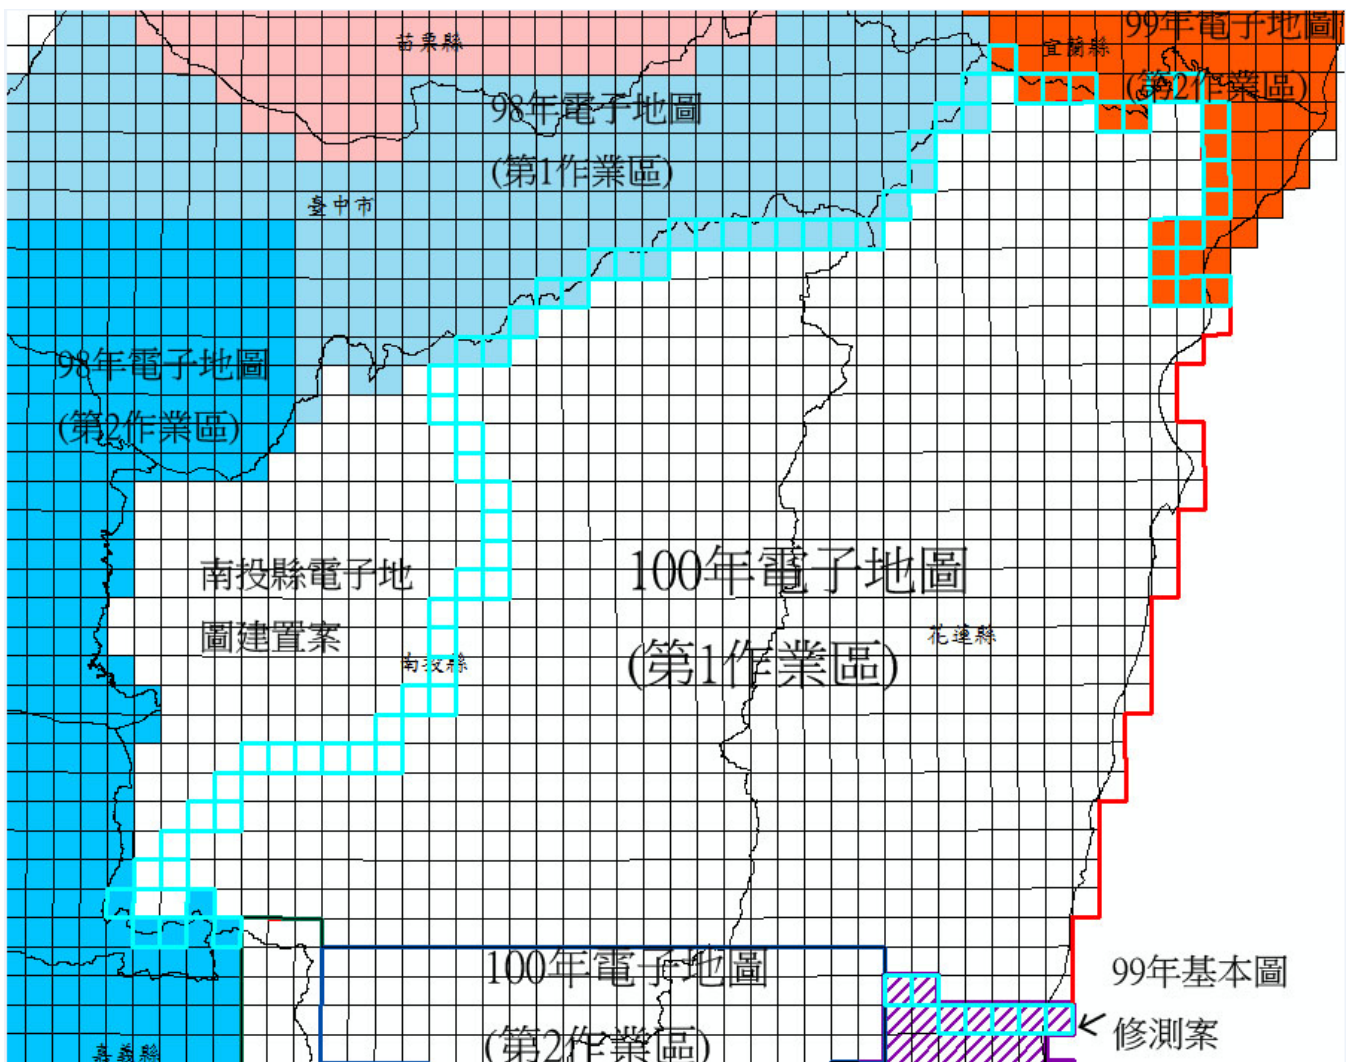 苗栗縣
宜蘭縣
99年電子地圖
(第2作業區)
98年電子地圖
(第1作業區)
臺中市
98年電子地圖
(第2作業區)
南投縣電子地
圖建置案
南投縣
100年電子地圖
(第1作業區)
花蓮縣
100年電子地圖
(第2作業區)
99年基本圖
修測案
嘉義縣